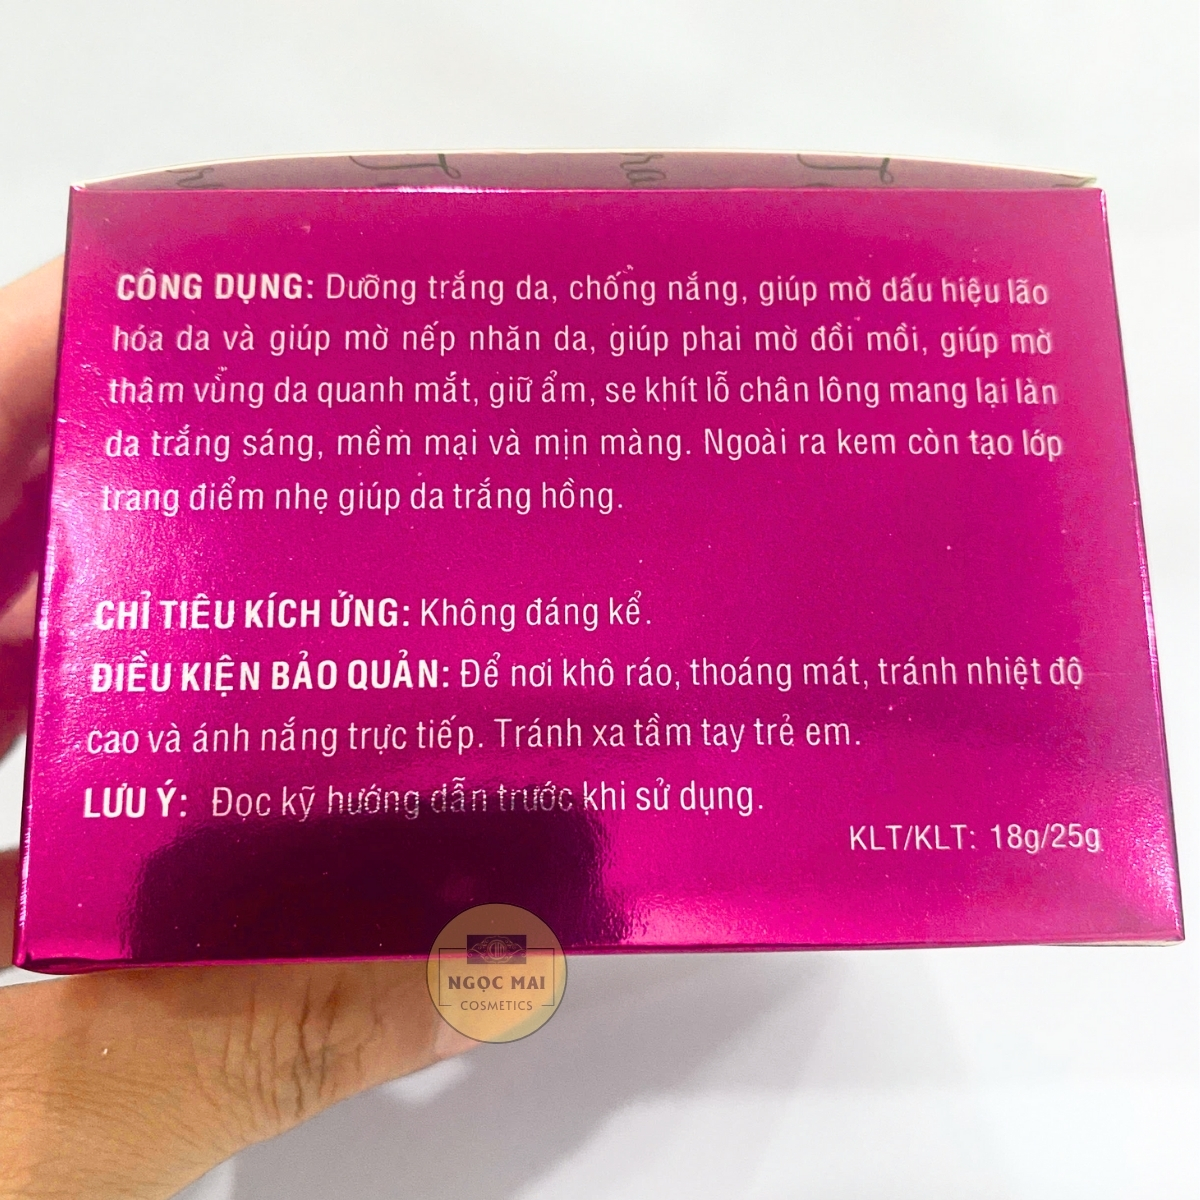 CÔNG DỤNG: Dưỡng trắng da, chống nắng, giúp mờ dấu hiệu lão
hóa da và giúp mờ nếp nhăn da, giúp phai mờ đồi mồi, giúp mờ
thâm vùng da quanh mắt, giữ ẩm, se khít lỗ chân lông mang lại làn
da trắng sáng, mềm mại và mịn màng. Ngoài ra kem còn tạo lớp
trang điểm nhẹ giúp da trắng hồng.
CHỈ TIÊU KÍCH ỨNG: Không đáng kể.
ĐIỀU KIỆN BẢO QUẢN: Để nơi khô ráo, thoáng mát, tránh nhiệt độ
cao và ánh nắng trực tiếp. Tránh xa tầm tay trẻ em.
LƯU Ý: Đọc kỹ hướng dẫn trước khi sử dụng.
KLT/KLT: 18g/25g
NGỌC MAI
COSMETICS